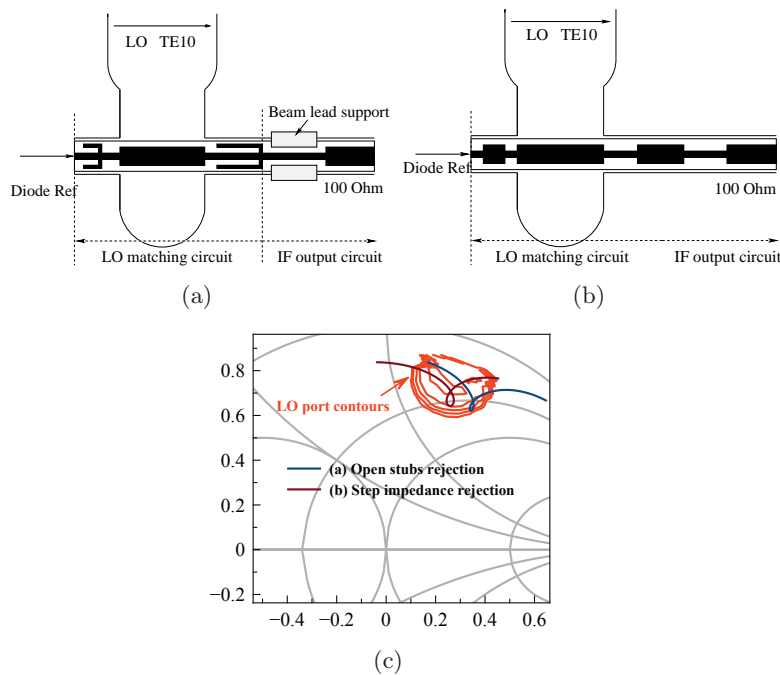 LO TE10
Beam lead support
Diode Ref
100 Ohm
LO matching circuit
IF output circuit
(a)
LO TE10
Diode Ref
100 Ohm
LO matching circuit
IF output circuit
(b)
0.8
0.6
0.4
0.2
0
−0.2
LO port contours
(a) Open stubs rejection
(b) Step impedance rejection
−0.4
−0.2
0
0.2
0.4
0.6
(c)